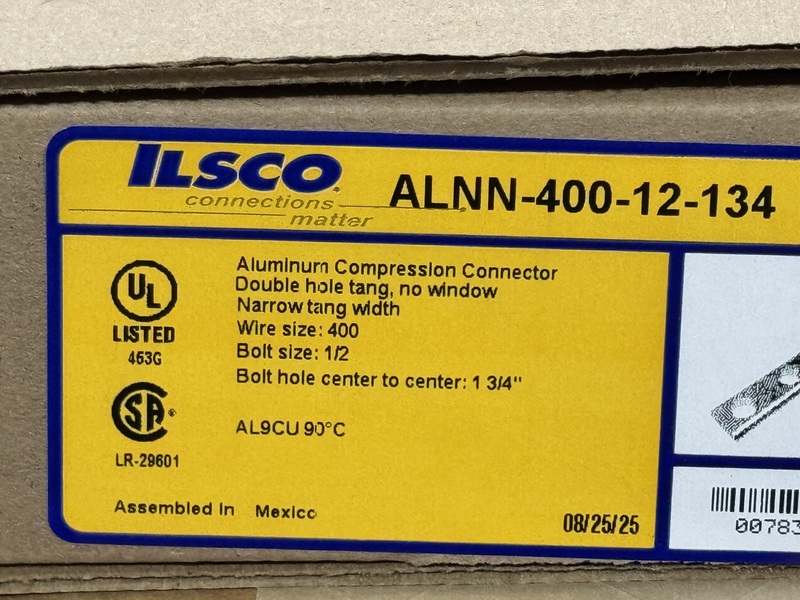 ILSCO
connections
matter
ALNN-400-12-134
UL
LISTED
463G
SA
LR-29601
Aluminum Compression Connector
Double hole tang, no window
Narrow tang width
Wire size: 400
Bolt size: 1/2
Bolt hole center to center: 1 3/4"
AL9CU 90°C
Assembled in Mexico
08/25/25
00783